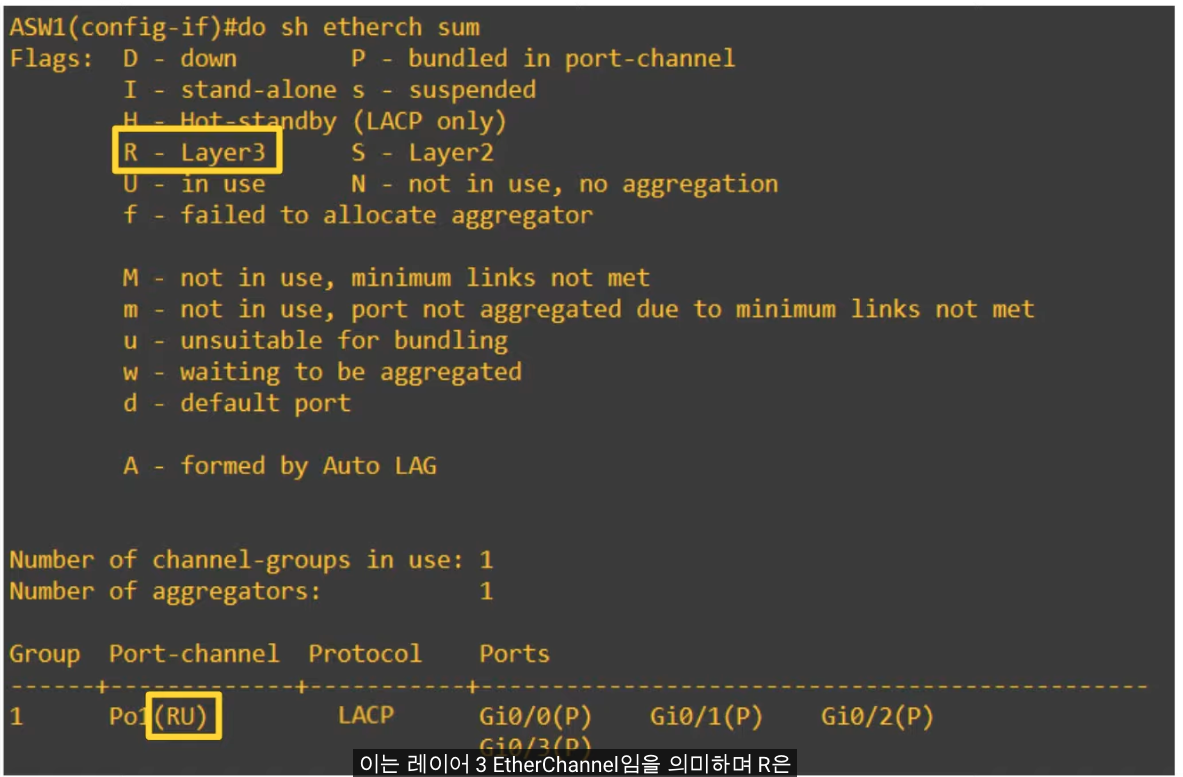 ASW1(config-if)#do sh etherch sum
Flags:  D - down        P - bundled in port-channel
        I - stand-alone s - suspended
        H - Hot-standby (LACP only)
        R - Layer3      S - Layer2
        U - in use      N - not in use, no aggregation
        f - failed to allocate aggregator

        M - not in use, minimum links not met
        m - not in use, port not aggregated due to minimum links not met
        u - unsuitable for bundling
        w - waiting to be aggregated
        d - default port

        A - formed by Auto LAG

Number of channel-groups in use: 1
Number of aggregators:           1

Group  Port-channel  Protocol    Ports
------+-------------+-----------+-----------------------------------------------
1      Po1(RU)         LACP      Gi0/0(P)    Gi0/1(P)    Gi0/2(P)
                                 Gi0/3(P)
이는 레이어 3 EtherChannel임을 의미하며 R은